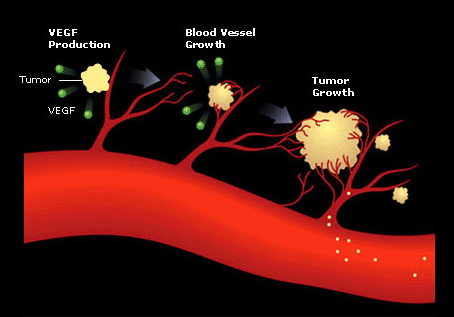 VEGF
Production
Tumor
VEGF
Blood Vessel
Growth
Tumor
Growth